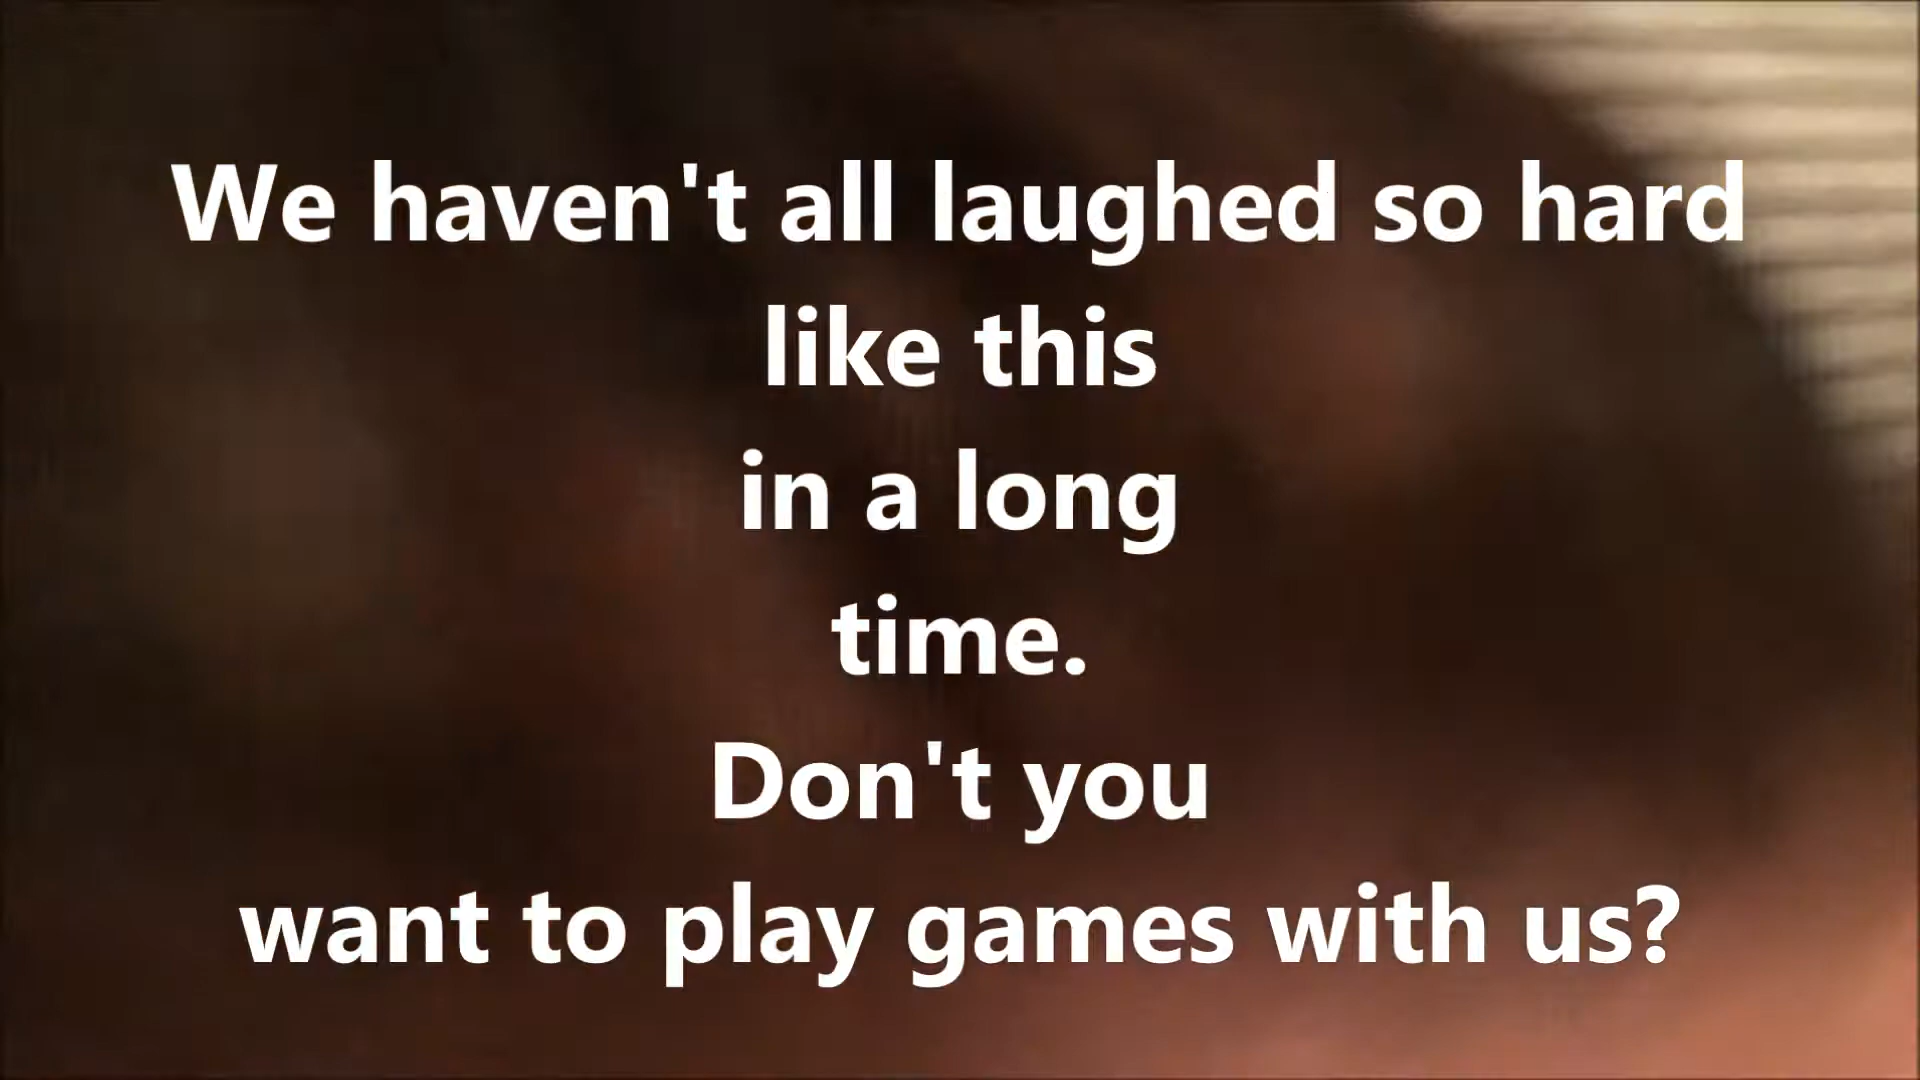 We haven't all laughed so hard
like this
in a long
time.
Don't you
want to play games with us?